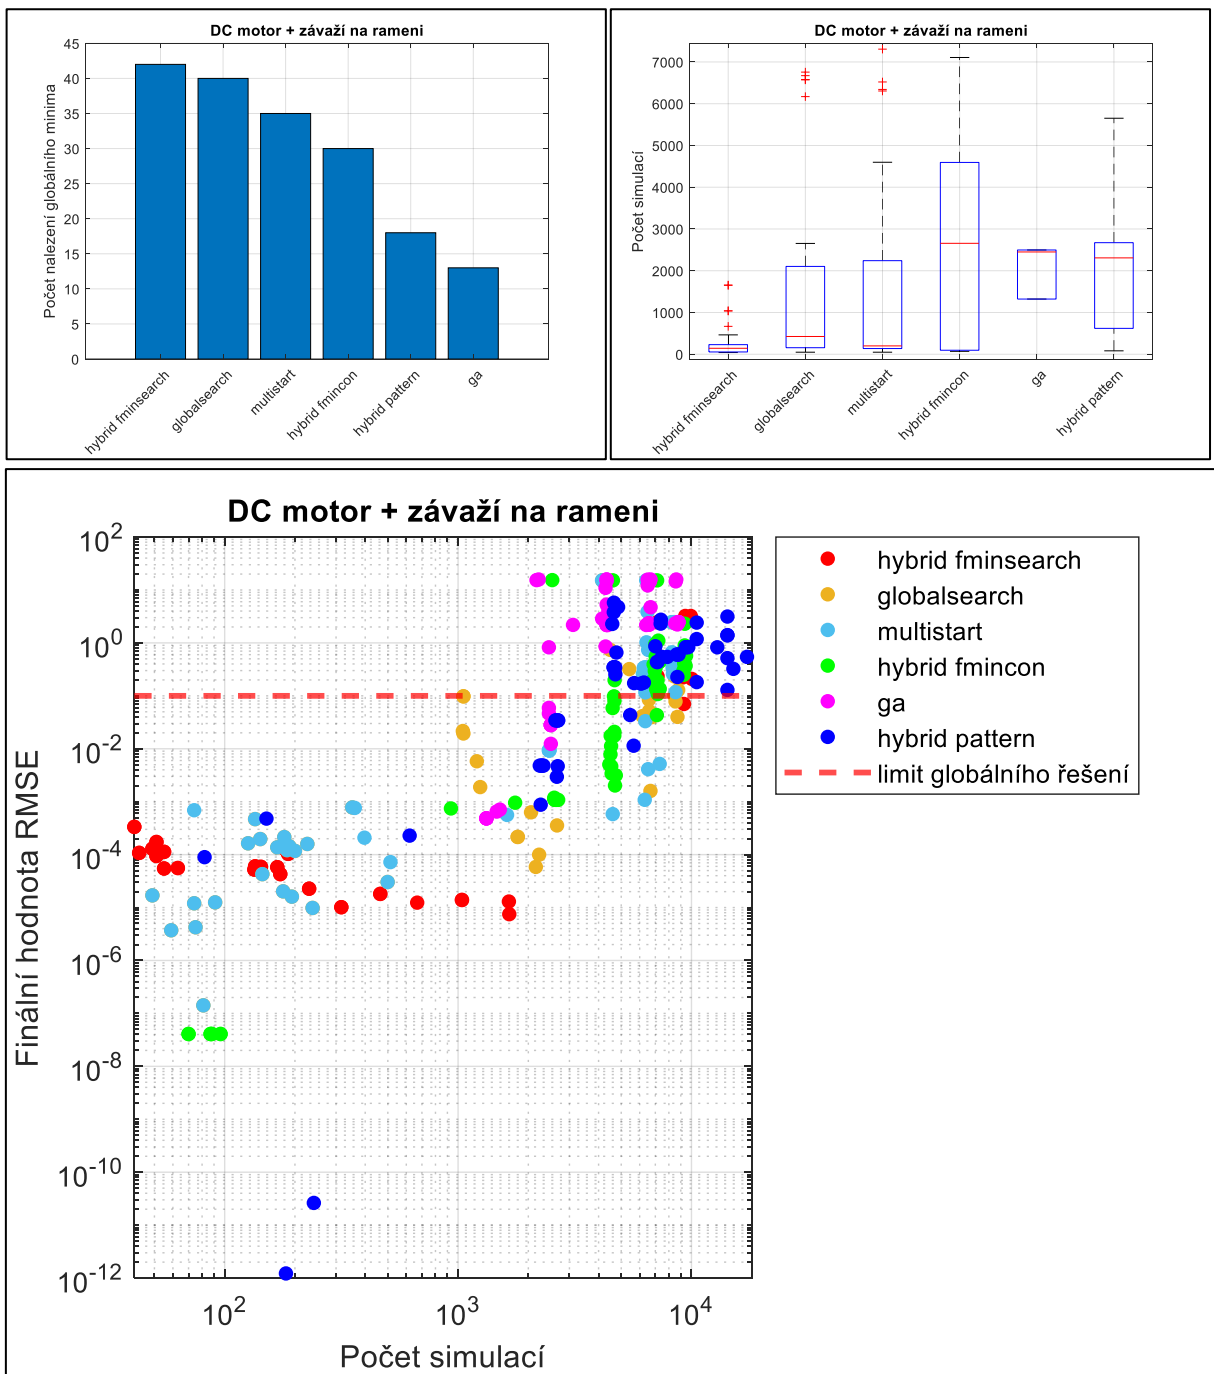 DC motor + závaží na rameni
Počet nalezení globálního minima
45
40
35
30
25
20
15
10
5
0
hybrid fminsearch
globalsearch
multistart
hybrid fmincon
hybrid pattern
ga
DC motor + závaží na rameni
Počet simulací
7000
6000
5000
4000
3000
2000
1000
0
hybrid fminsearch
globalsearch
multistart
hybrid fmincon
ga
hybrid pattern
DC motor + závaží na rameni
Finální hodnota RMSE
10^2
10^0
10^-2
10^-4
10^-6
10^-8
10^-10
10^-12
10^2
10^3
10^4
Počet simulací
hybrid fminsearch
globalsearch
multistart
hybrid fmincon
ga
hybrid pattern
limit globálního řešení